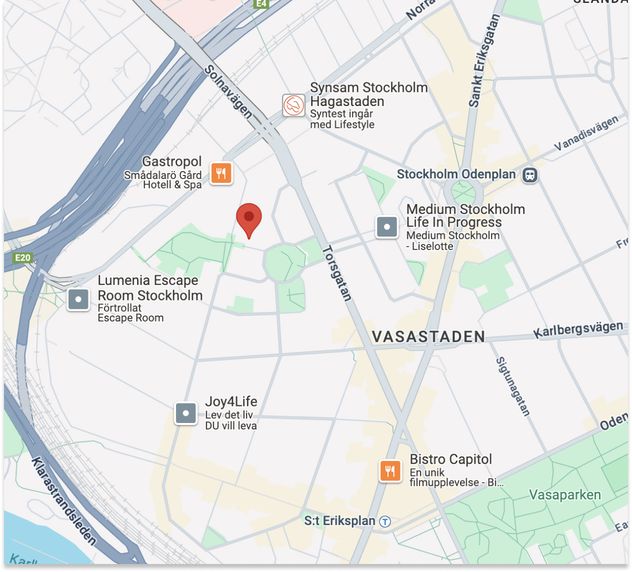 E4
Norra
GLANDA
Sankt Eriksgatan
Solnavägen
Synsam Stockholm
Hagastaden
Syntest ingår
med Lifestyle
Vanadisvägen
Gastropol
Smådalarö Gård
Hotell & Spa
Stockholm Odenplan
Medium Stockholm
Life In Progress
Medium Stockholm
- Liselotte
E20
Torsgatan
Lumenia Escape
Room Stockholm
Förtrollat
Escape Room
VASASTADEN
Karlbergsvägen
Sigtunagatan
Joy4Life
Lev det liv
DU vill leva
Oden
Bistro Capitol
En unik
filmupplevelse - Bi...
Klarastrandsleden
Vasaparken
S:t Eriksplan
T
Karl